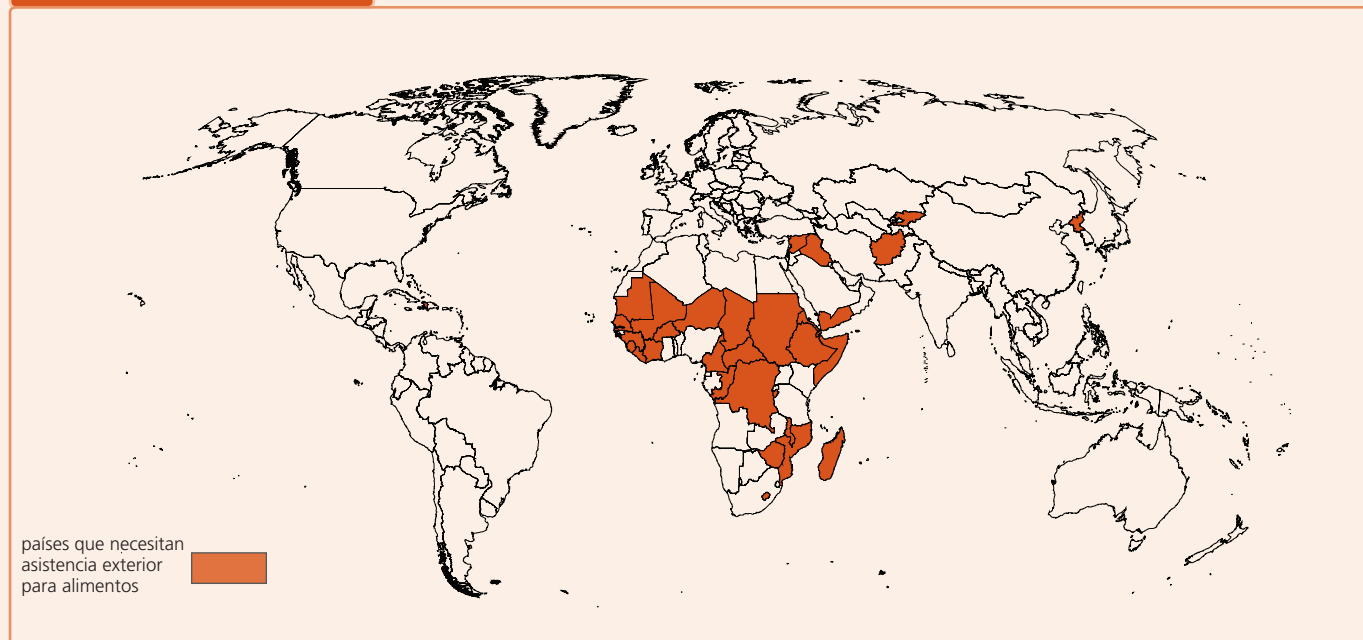 países que necesitan
asistencia exterior
para alimentos